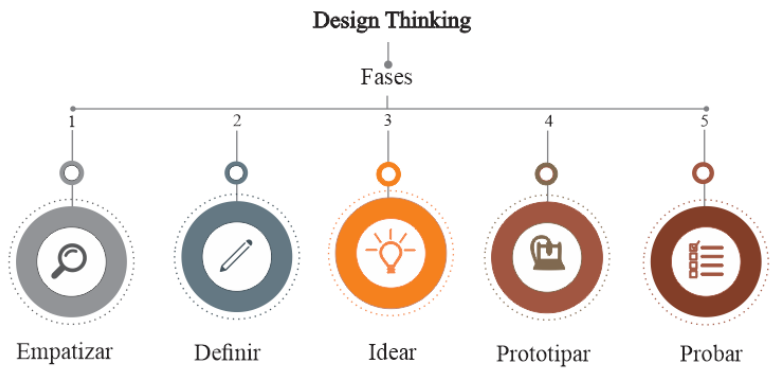 Design Thinking
Fases
1 2 3 4 5
Empatizar Definir Idear Prototipar Probar